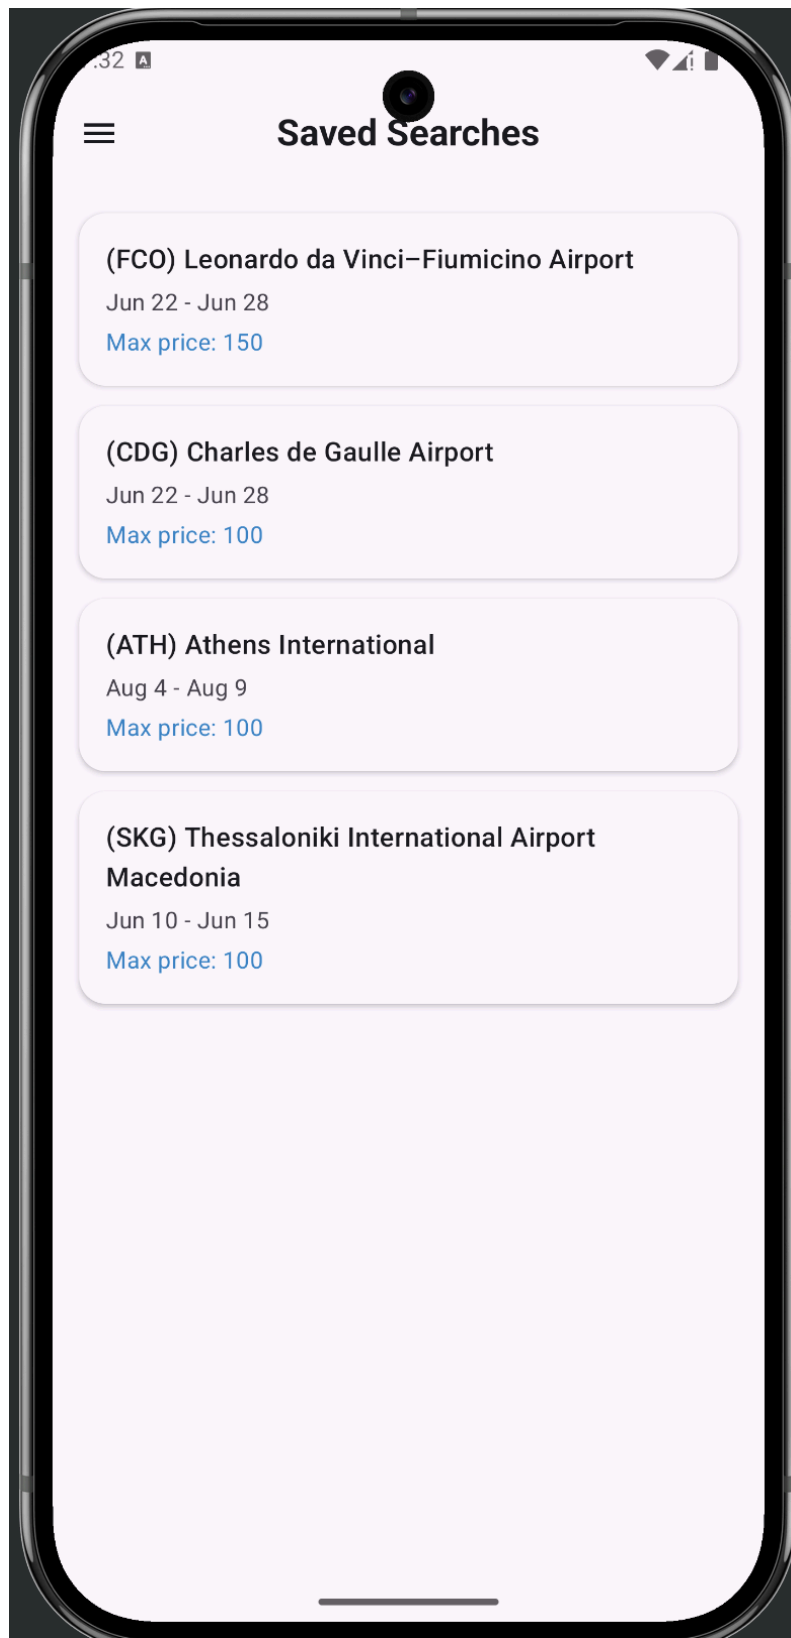 :32 A
Saved Searches
(FCO) Leonardo da Vinci–Fiumicino Airport
Jun 22 - Jun 28
Max price: 150
(CDG) Charles de Gaulle Airport
Jun 22 - Jun 28
Max price: 100
(ATH) Athens International
Aug 4 - Aug 9
Max price: 100
(SKG) Thessaloniki International Airport
Macedonia
Jun 10 - Jun 15
Max price: 100